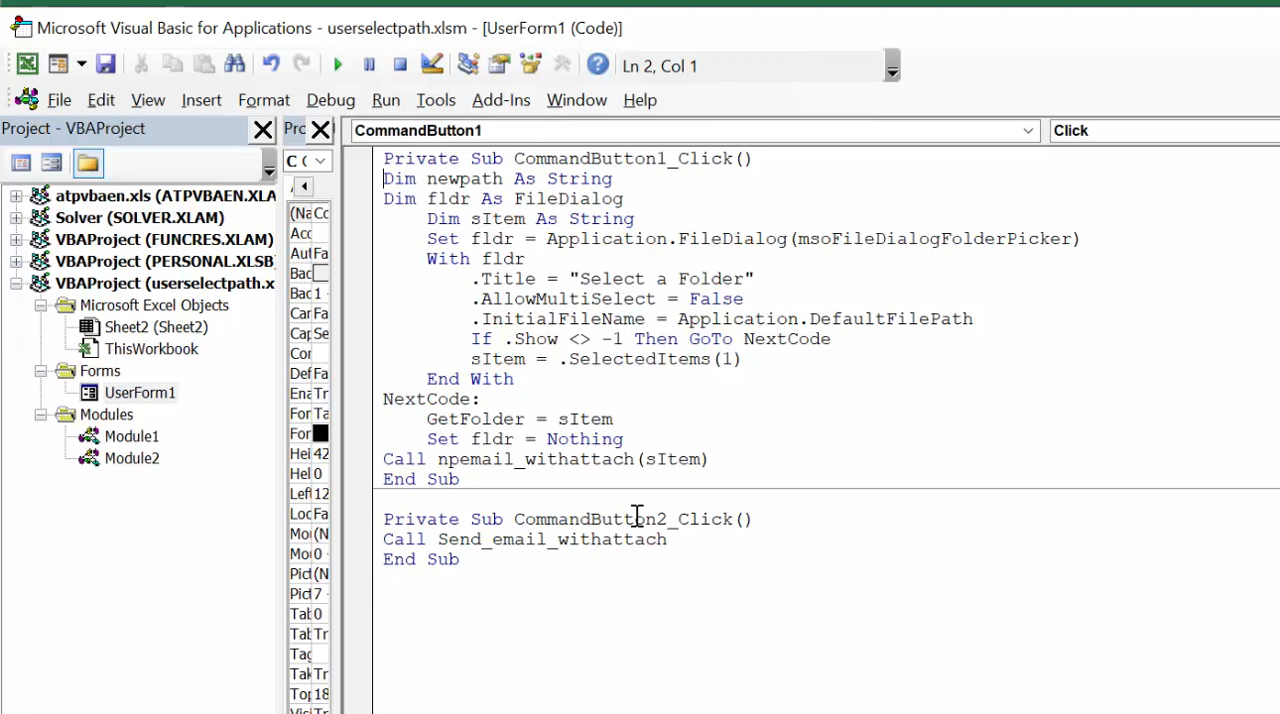 Microsoft Visual Basic for Applications - userselectpath.xlsm - [UserForm1 (Code)]
Ln 2, Col 1
File Edit View Insert Format Debug Run Tools Add-Ins Window Help
Project - VBAProject
CommandButton1
Click
atpvbaen.xls (ATPVBAEN.XLA
Solver (SOLVER.XLAM)
VBAProject (FUNCRES.XLAM)
VBAProject (PERSONAL.XLSB
VBAProject (userselectpath.x
Microsoft Excel Objects
Sheet2 (Sheet2)
ThisWorkbook
Forms
UserForm1
Modules
Module1
Module2
Private Sub CommandButton1_Click()
Dim newpath As String
Dim fldr As FileDialog
Dim sItem As String
Set fldr = Application.FileDialog(msoFileDialogFolderPicker)
With fldr
.Title = "Select a Folder"
.AllowMultiSelect = False
.InitialFileName = Application.DefaultFilePath
If .Show <> -1 Then GoTo NextCode
sItem = .SelectedItems(1)
End With
NextCode:
GetFolder = sItem
Set fldr = Nothing
Call npemail_withattach(sItem)
End Sub
Private Sub CommandButton2_Click()
Call Send_email_withattach
End Sub